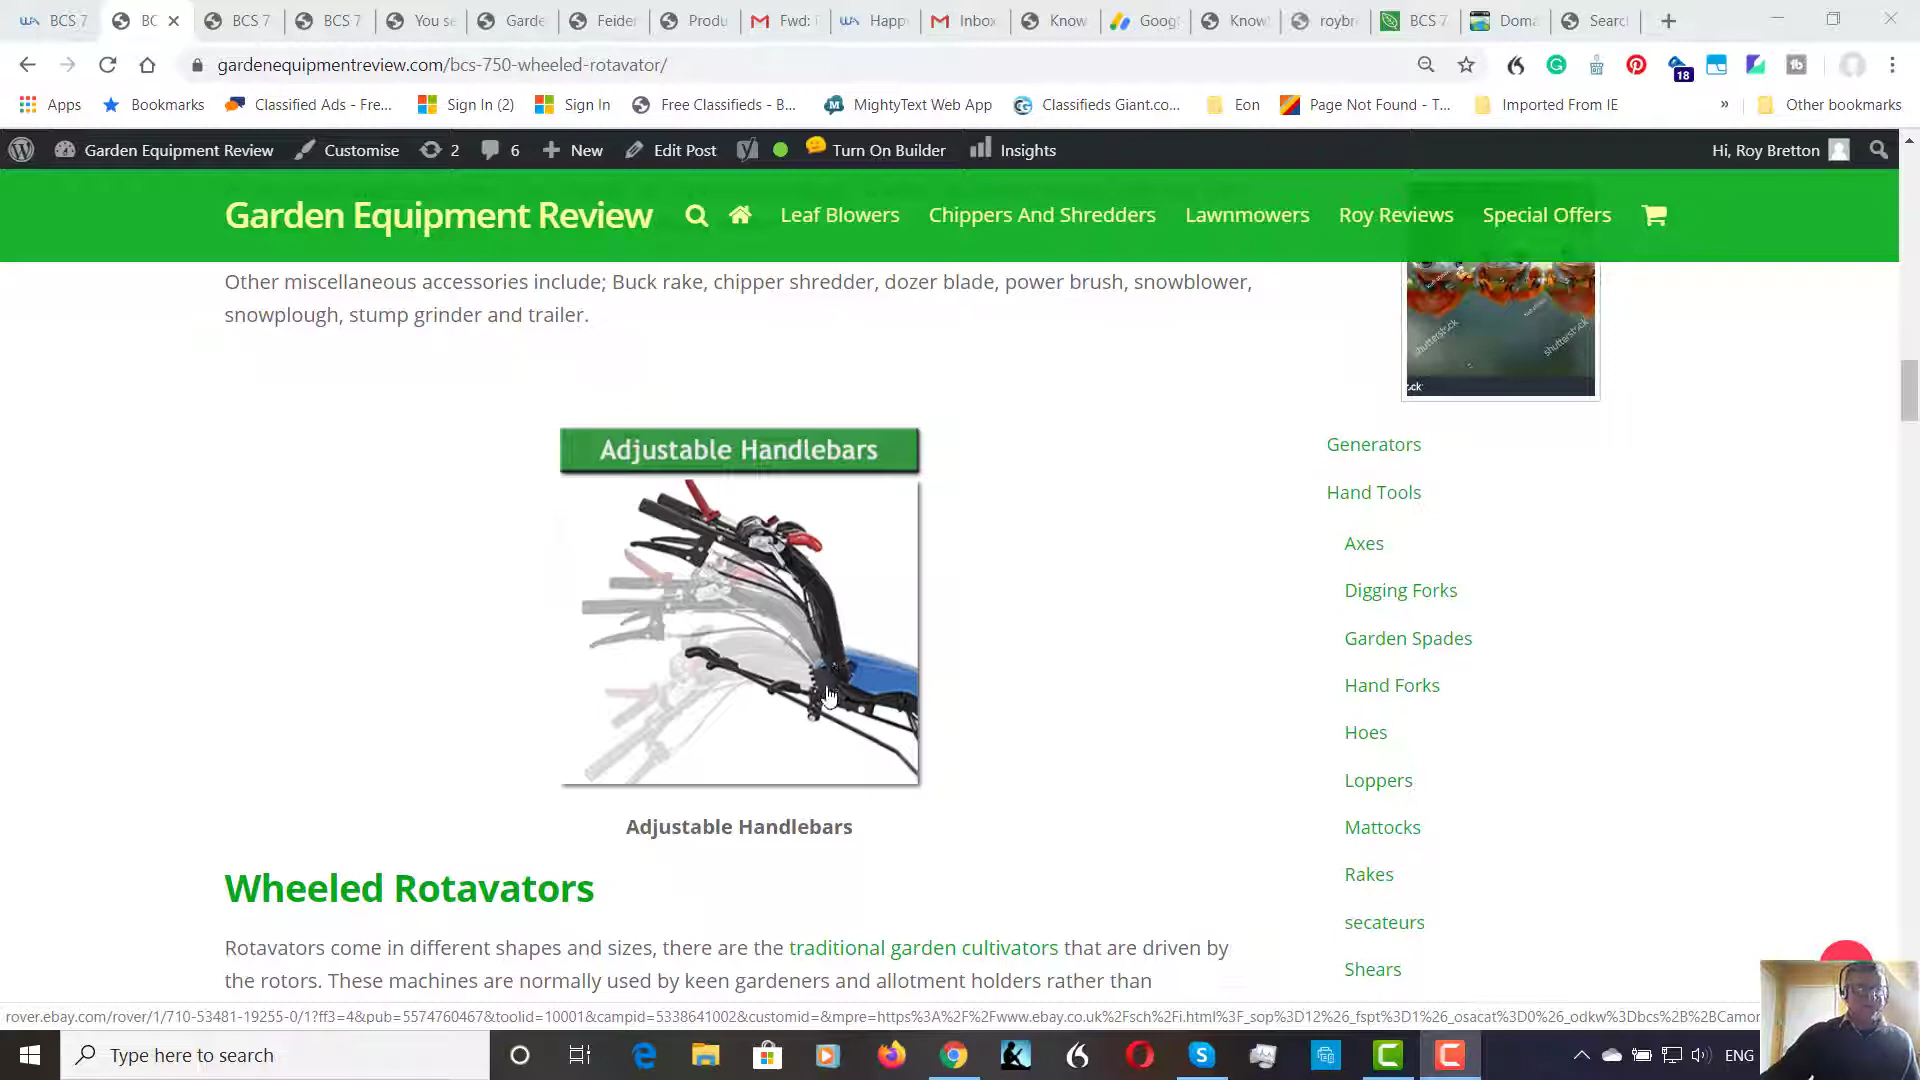 BCS 7
BC
BCS 7
BCS 7
You se
Garde
Feider
Produ
Fwd: T
Happ
Inbo
Know
Goog
Know
roybr
BCS 7
Doma
Searc
gardenequipmentreview.com/bcs-750-wheeled-rotavator/
18
Apps
Bookmarks
Classified Ads - Fre...
Sign In (2)
Sign In
Free Classifieds - B...
MightyText Web App
Classifieds Giant.co...
Eon
Page Not Found - T...
Imported From IE
»
Other bookmarks
Garden Equipment Review
Customise
2
6
New
Edit Post
Turn On Builder
Insights
Hi, Roy Bretton
Garden Equipment Review
Leaf Blowers
Chippers And Shredders
Lawnmowers
Roy Reviews
Special Offers
Other miscellaneous accessories include; Buck rake, chipper shredder, dozer blade, power brush, snowblower,
snowplough, stump grinder and trailer.
Adjustable Handlebars
Adjustable Handlebars
Wheeled Rotavators
Rotavators come in different shapes and sizes, there are the traditional garden cultivators that are driven by
the rotors. These machines are normally used by keen gardeners and allotment holders rather than
Generators
Hand Tools
Axes
Digging Forks
Garden Spades
Hand Forks
Hoes
Loppers
Mattocks
Rakes
secateurs
Shears
rover.ebay.com/rover/1/710-53481-19255-0/1?ff3=4&pub=5574760467&toolid=10001&campid=5338641002&customid=&mpre=https%3A%2F%2Fwww.ebay.co.uk%2Fsch%2Fi.html%3F_sop%3D12%26_fspt%3D1%26_osacat%3D0%26_odkw%3Dbcs%2B%2BCamor
Type here to search
ENG